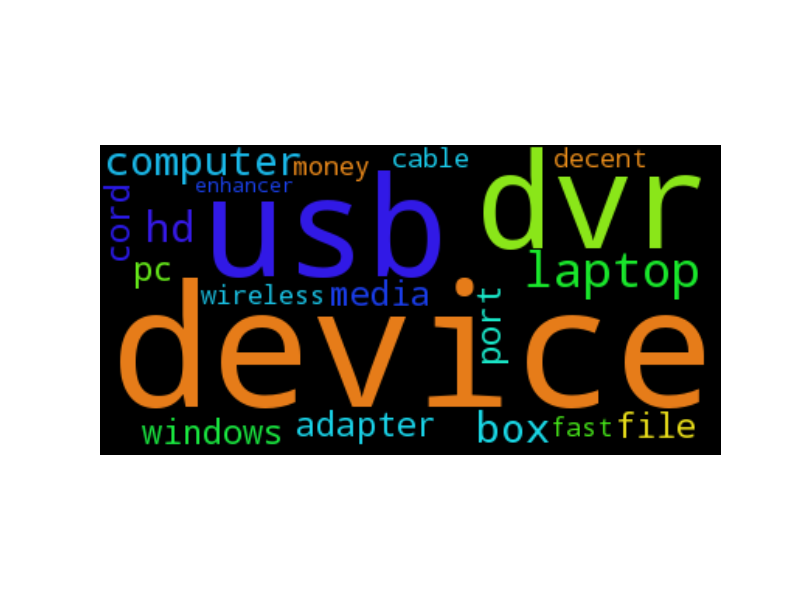 computer
money
cable
decent
enhancer
cord
hd
usb
dvr
pc
laptop
wireless
media
port
device
windows
adapter
box
fast
file